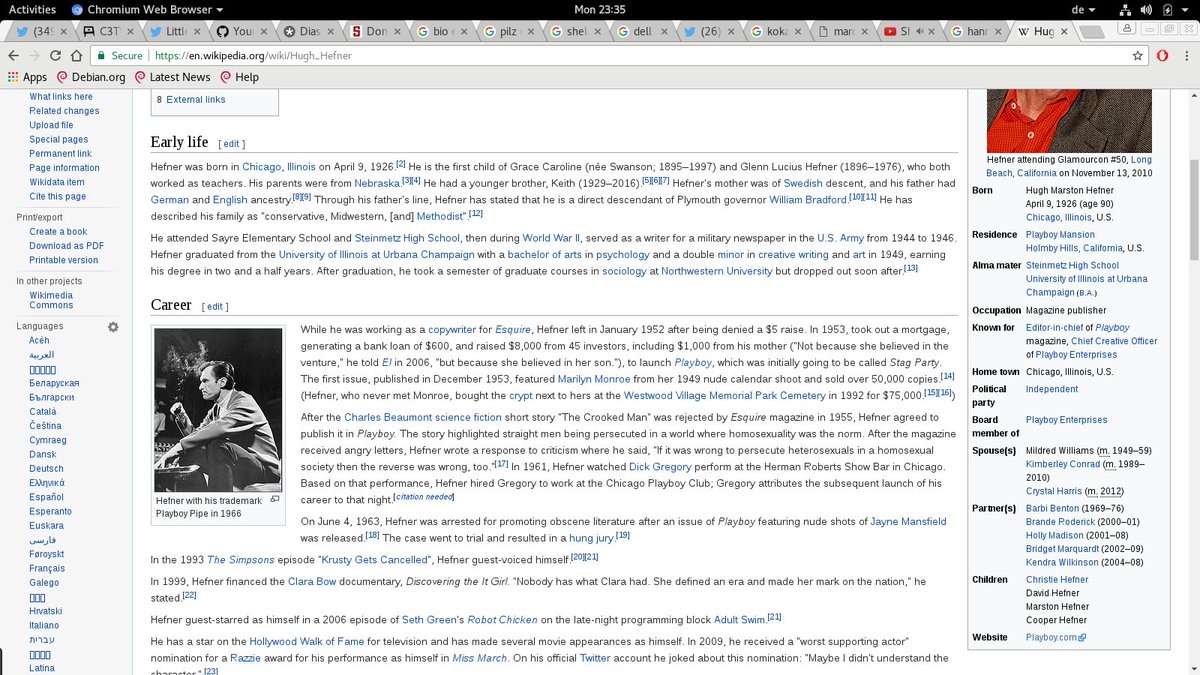 Activities Chromium Web Browser Mon 23:35 de
(345 C3T Little Your Dias Don bio e pilz shel dell (26) koka marc S hann Hug
Secure https://en.wikipedia.org/wiki/Hugh_Hefner
Apps Debian.org Latest News Help
What links here
Related changes
Upload file
Special pages
Permanent link
Page information
Wikidata item
Cite this page
Print/export
Create a book
Download as PDF
Printable version
In other projects
Wikimedia
Commons
Languages
Acèh
العربية
Беларуская
Български
Català
Čeština
Cymraeg
Dansk
Deutsch
Ελληνικά
Español
Esperanto
Euskara
فارسی
Føroyskt
Français
Galego
Hrvatski
Italiano
עברית
Latina
8 External links
Early life [ edit ]
Hefner was born in Chicago, Illinois on April 9, 1926.[2] He is the first child of Grace Caroline (née Swanson; 1895–1997) and Glenn Lucius Hefner (1896–1976), who both
worked as teachers. His parents were from Nebraska.[3][4] He had a younger brother, Keith (1929–2016).[5][6][7] Hefner's mother was of Swedish descent, and his father had
German and English ancestry.[8][9] Through his father's line, Hefner has stated that he is a direct descendant of Plymouth governor William Bradford.[10][11] He has
described his family as "conservative, Midwestern, [and] Methodist".[12]
He attended Sayre Elementary School and Steinmetz High School, then during World War II, served as a writer for a military newspaper in the U.S. Army from 1944 to 1946.
Hefner graduated from the University of Illinois at Urbana Champaign with a bachelor of arts in psychology and a double minor in creative writing and art in 1949, earning
his degree in two and a half years. After graduation, he took a semester of graduate courses in sociology at Northwestern University but dropped out soon after.[13]
Career [ edit ]
Hefner with his trademark
Playboy Pipe in 1966
While he was working as a copywriter for Esquire, Hefner left in January 1952 after being denied a $5 raise. In 1953, took out a mortgage,
generating a bank loan of $600, and raised $8,000 from 45 investors, including $1,000 from his mother ("Not because she believed in the
venture," he told E! in 2006, "but because she believed in her son."), to launch Playboy, which was initially going to be called Stag Party.
The first issue, published in December 1953, featured Marilyn Monroe from her 1949 nude calendar shoot and sold over 50,000 copies.[14]
(Hefner, who never met Monroe, bought the crypt next to hers at the Westwood Village Memorial Park Cemetery in 1992 for $75,000.[15][16])
After the Charles Beaumont science fiction short story "The Crooked Man" was rejected by Esquire magazine in 1955, Hefner agreed to
publish it in Playboy. The story highlighted straight men being persecuted in a world where homosexuality was the norm. After the magazine
received angry letters, Hefner wrote a response to criticism where he said, "If it was wrong to persecute heterosexuals in a homosexual
society then the reverse was wrong, too."[17] In 1961, Hefner watched Dick Gregory perform at the Herman Roberts Show Bar in Chicago.
Based on that performance, Hefner hired Gregory to work at the Chicago Playboy Club; Gregory attributes the subsequent launch of his
career to that night.[citation needed]
On June 4, 1963, Hefner was arrested for promoting obscene literature after an issue of Playboy featuring nude shots of Jayne Mansfield
was released.[18] The case went to trial and resulted in a hung jury.[19]
In the 1993 The Simpsons episode "Krusty Gets Cancelled", Hefner guest-voiced himself.[20][21]
In 1999, Hefner financed the Clara Bow documentary, Discovering the It Girl. "Nobody has what Clara had. She defined an era and made her mark on the nation," he
stated.[22]
Hefner guest-starred as himself in a 2006 episode of Seth Green's Robot Chicken on the late-night programming block Adult Swim.[21]
He has a star on the Hollywood Walk of Fame for television and has made several movie appearances as himself. In 2009, he received a "worst supporting actor"
nomination for a Razzie award for his performance as himself in Miss March. On his official Twitter account he joked about this nomination: "Maybe I didn't understand the
character."[23]
Hefner attending Glamourcon #50, Long
Beach, California on November 13, 2010
Born Hugh Marston Hefner
April 9, 1926 (age 90)
Chicago, Illinois, U.S.
Residence Playboy Mansion
Holmby Hills, California, U.S.
Alma mater Steinmetz High School
University of Illinois at Urbana
Champaign (B.A.)
Occupation Magazine publisher
Known for Editor-in-chief of Playboy
magazine, Chief Creative Officer
of Playboy Enterprises
Home town Chicago, Illinois, U.S.
Political party Independent
Board member of Playboy Enterprises
Spouse(s) Mildred Williams (m. 1949–59)
Kimberley Conrad (m. 1989–
2010)
Crystal Harris (m. 2012)
Partner(s) Barbi Benton (1969–76)
Brande Roderick (2000–01)
Holly Madison (2001–08)
Bridget Marquardt (2002–09)
Kendra Wilkinson (2004–08)
Children Christie Hefner
David Hefner
Marston Hefner
Cooper Hefner
Website Playboy.com